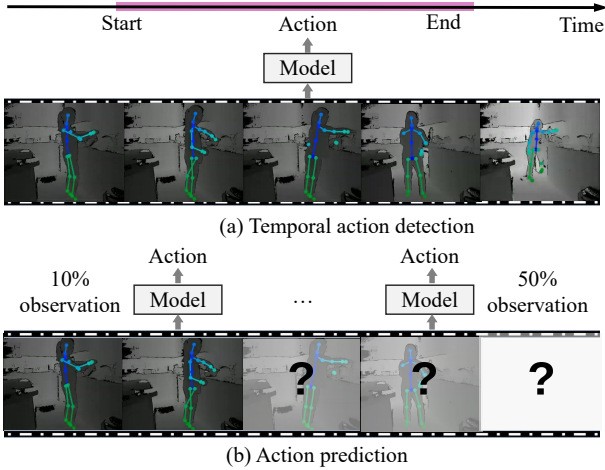 Start Action End Time
Model
(a) Temporal action detection
Action Action
10% observation Model ... Model 50% observation
? ? ?
(b) Action prediction